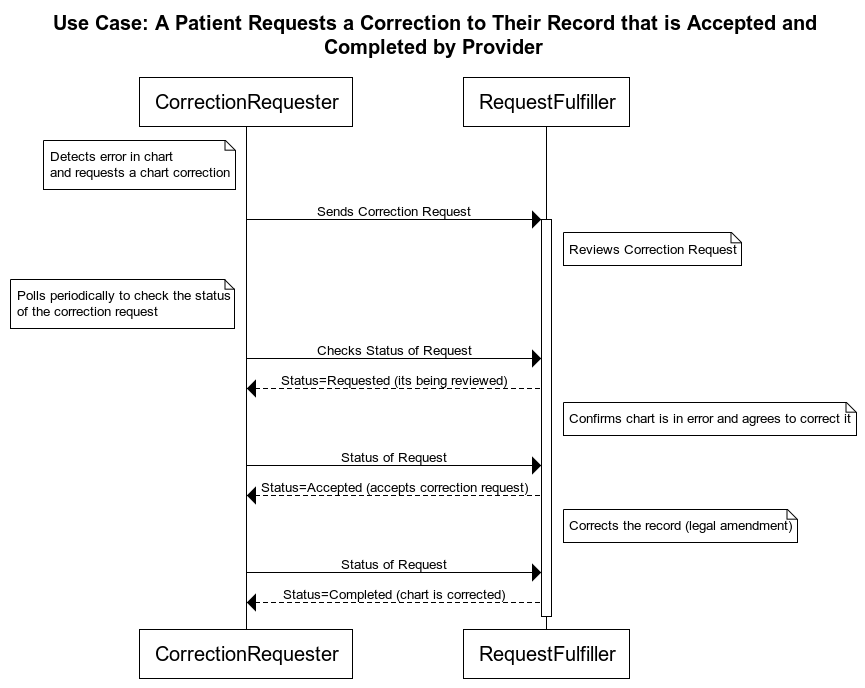 Use Case: A Patient Requests a Correction to Their Record that is Accepted and
Completed by Provider
CorrectionRequester
RequestFulfiller
Detects error in chart
and requests a chart correction
Sends Correction Request
Reviews Correction Request
Polls periodically to check the status
of the correction request
Checks Status of Request
Status=Requested (its being reviewed)
Confirms chart is in error and agrees to correct it
Status of Request
Status=Accepted (accepts correction request)
Corrects the record (legal amendment)
Status of Request
Status=Completed (chart is corrected)
CorrectionRequester
RequestFulfiller